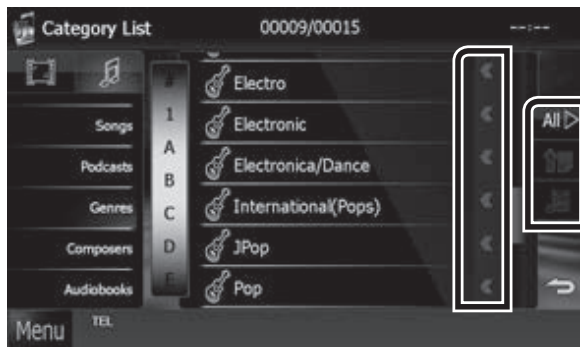 Category List 00009/00015 --:--
#
Electro
1
Songs
Electronic
All
A
Podcasts
Electronica/Dance
B
Genres
C
International(Pops)
Composers
D
JPop
Audiobooks
E
Pop
Menu TEL